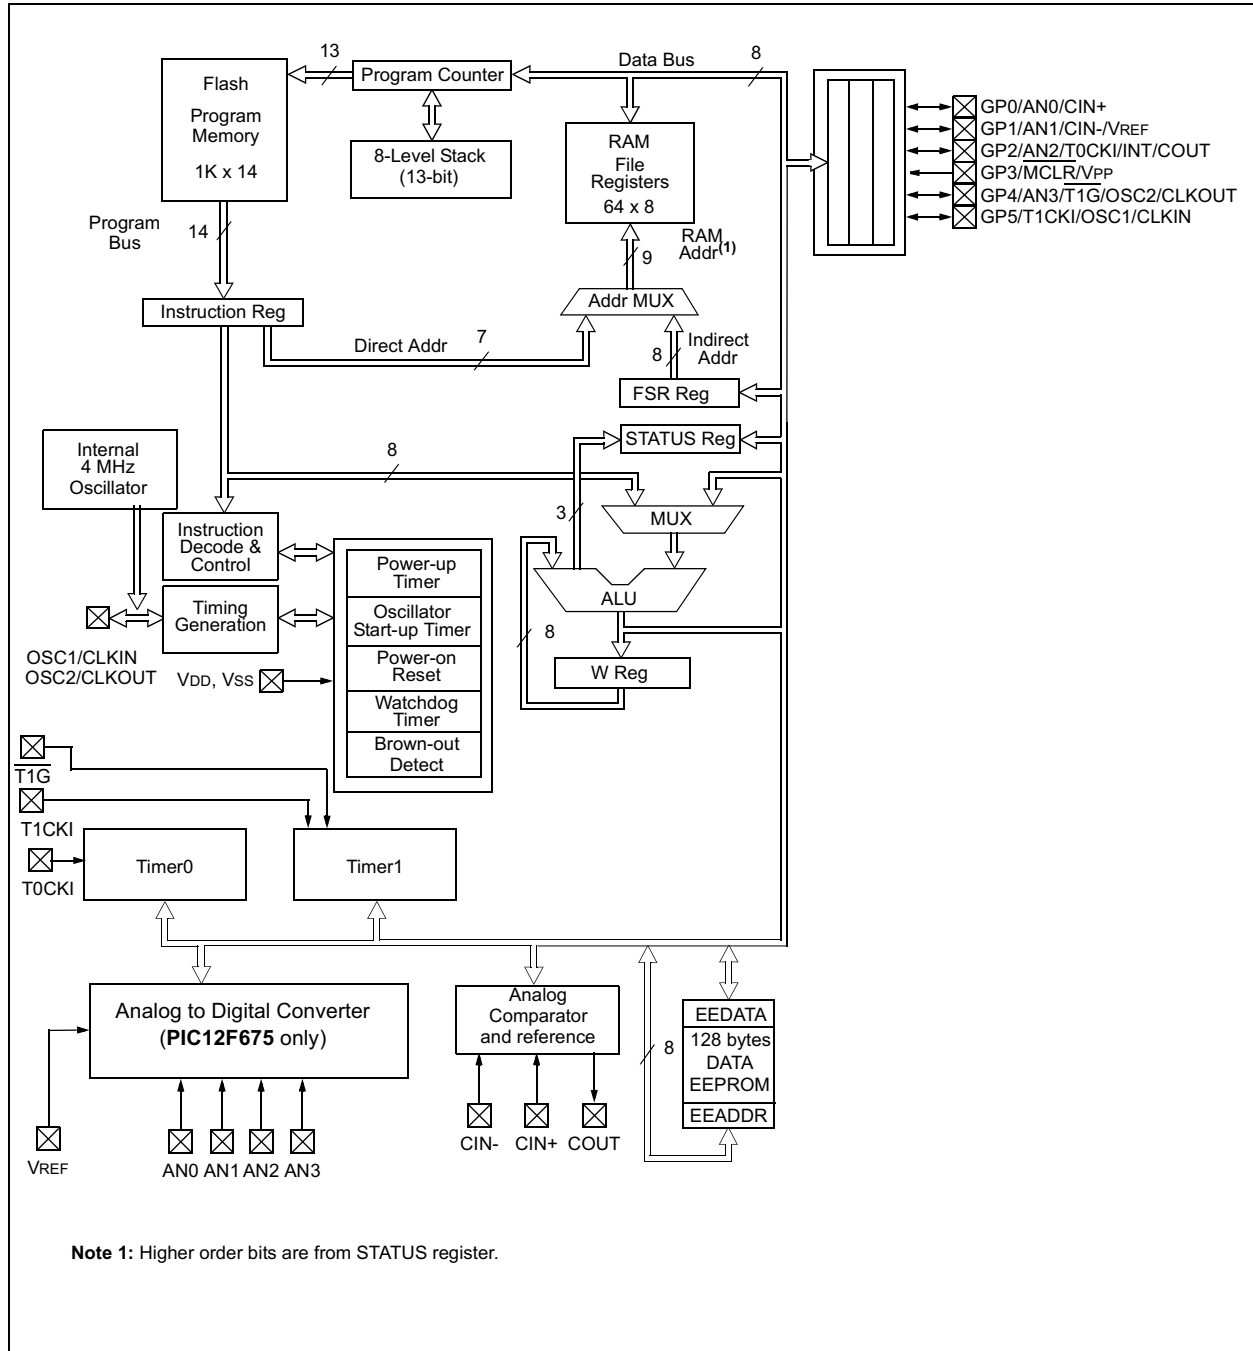 13
Data Bus
8
Flash
Program
Memory
1K x 14
Program Counter
8-Level Stack
(13-bit)
RAM
File
Registers
64 x 8
GP0/AN0/CIN+
GP1/AN1/CIN-/VREF
GP2/AN2/T0CKI/INT/COUT
GP3/MCLR/VPP
GP4/AN3/T1G/OSC2/CLKOUT
GP5/T1CKI/OSC1/CLKIN
Program
Bus
14
RAM
Addr(1)
9
Addr MUX
Instruction Reg
Direct Addr
7
8
Indirect
Addr
FSR Reg
STATUS Reg
Internal
4 MHz
Oscillator
8
3
MUX
Instruction
Decode &
Control
Power-up
Timer
Oscillator
Start-up Timer
Power-on
Reset
Watchdog
Timer
Brown-out
Detect
ALU
8
W Reg
Timing
Generation
OSC1/CLKIN
OSC2/CLKOUT
VDD, VSS
T1G
T1CKI
T0CKI
Timer0
Timer1
Analog to Digital Converter
(PIC12F675 only)
Analog
Comparator
and reference
EEDATA
128 bytes
DATA
EEPROM
EEADDR
8
VREF
AN0 AN1 AN2 AN3
CIN- CIN+ COUT
Note 1: Higher order bits are from STATUS register.